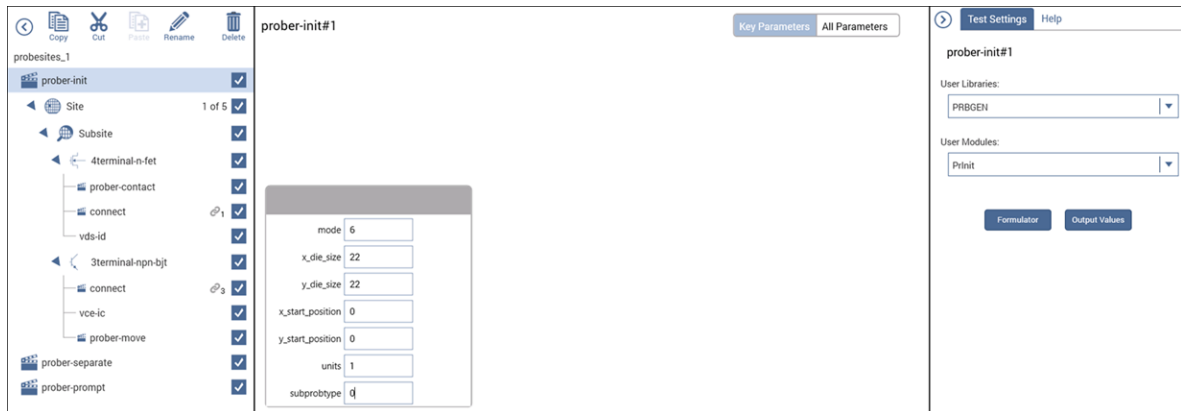 Copy
Cut
Paste
Rename
Delete
probesites_1
prober-init
Site 1 of 5
Subsite
4terminal-n-fet
prober-contact
connect 1
vds-id
3terminal-npn-bjt
connect 3
vce-ic
prober-move
prober-separate
prober-prompt
prober-init#1
Key Parameters All Parameters
mode 6
x_die_size 22
y_die_size 22
x_start_position 0
y_start_position 0
units 1
subprobtype 0
Test Settings Help
prober-init#1
User Libraries:
PRBGEN
User Modules:
PrInit
Formulator Output Values